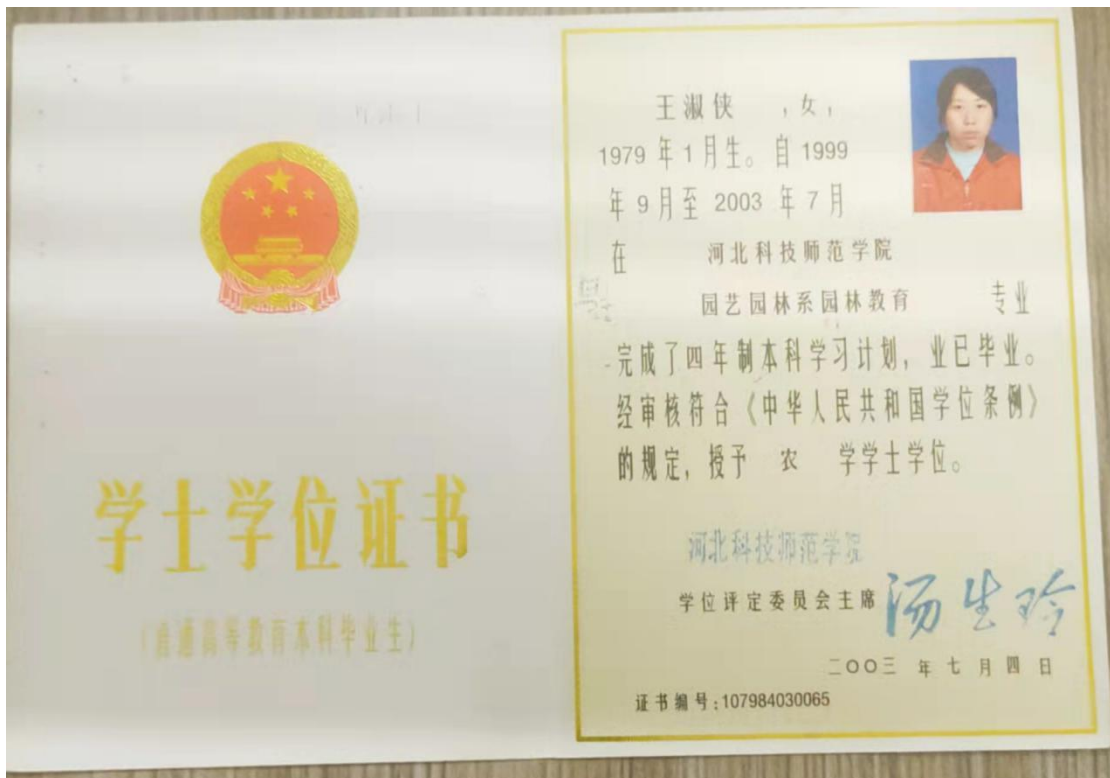 学士学位证书
(普通高等教育本科毕业生)
王淑侠 ,女,
1979 年 1 月生。自 1999
年 9 月至 2003 年 7 月
在 河北科技师范学院
园艺园林系园林教育 专业
完成了四年制本科学习计划,业已毕业。
经审核符合《中华人民共和国学位条例》
的规定,授予 农 学学士学位。
河北科技师范学院
学位评定委员会主席 汤生玲
二〇〇三 年 七 月 四 日
证书编号:107984030065